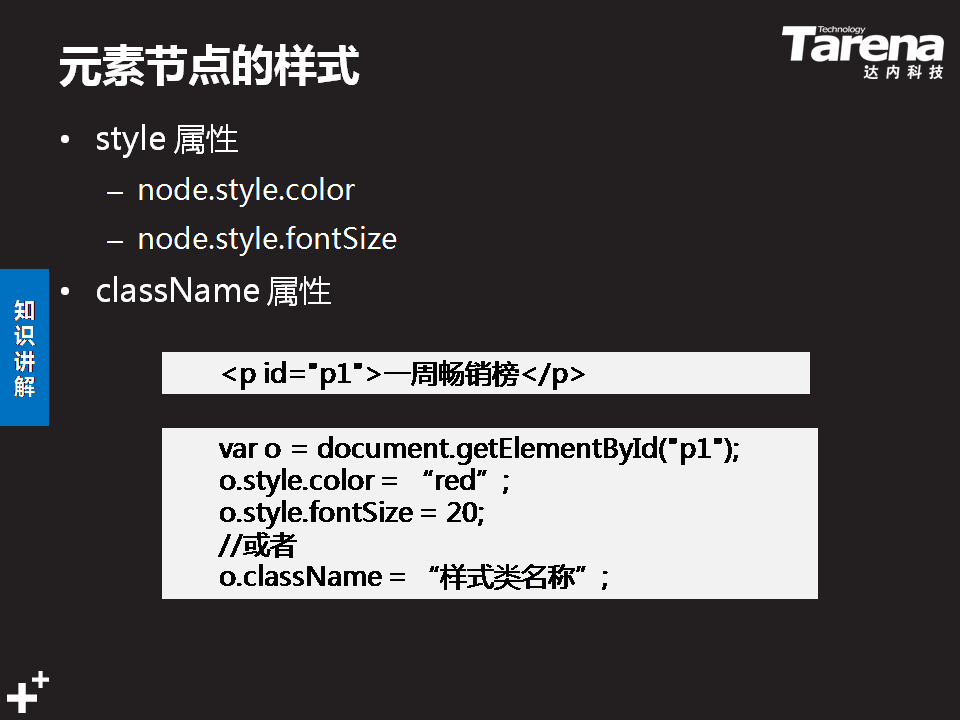 元素节点的样式
Technology
Tarena
达内科技
• style 属性
– node.style.color
– node.style.fontSize
• className 属性
知识讲解
<p id="p1">一周畅销榜</p>
var o = document.getElementById("p1");
o.style.color = “red”;
o.style.fontSize = 20;
//或者
o.className = “样式类名称”;